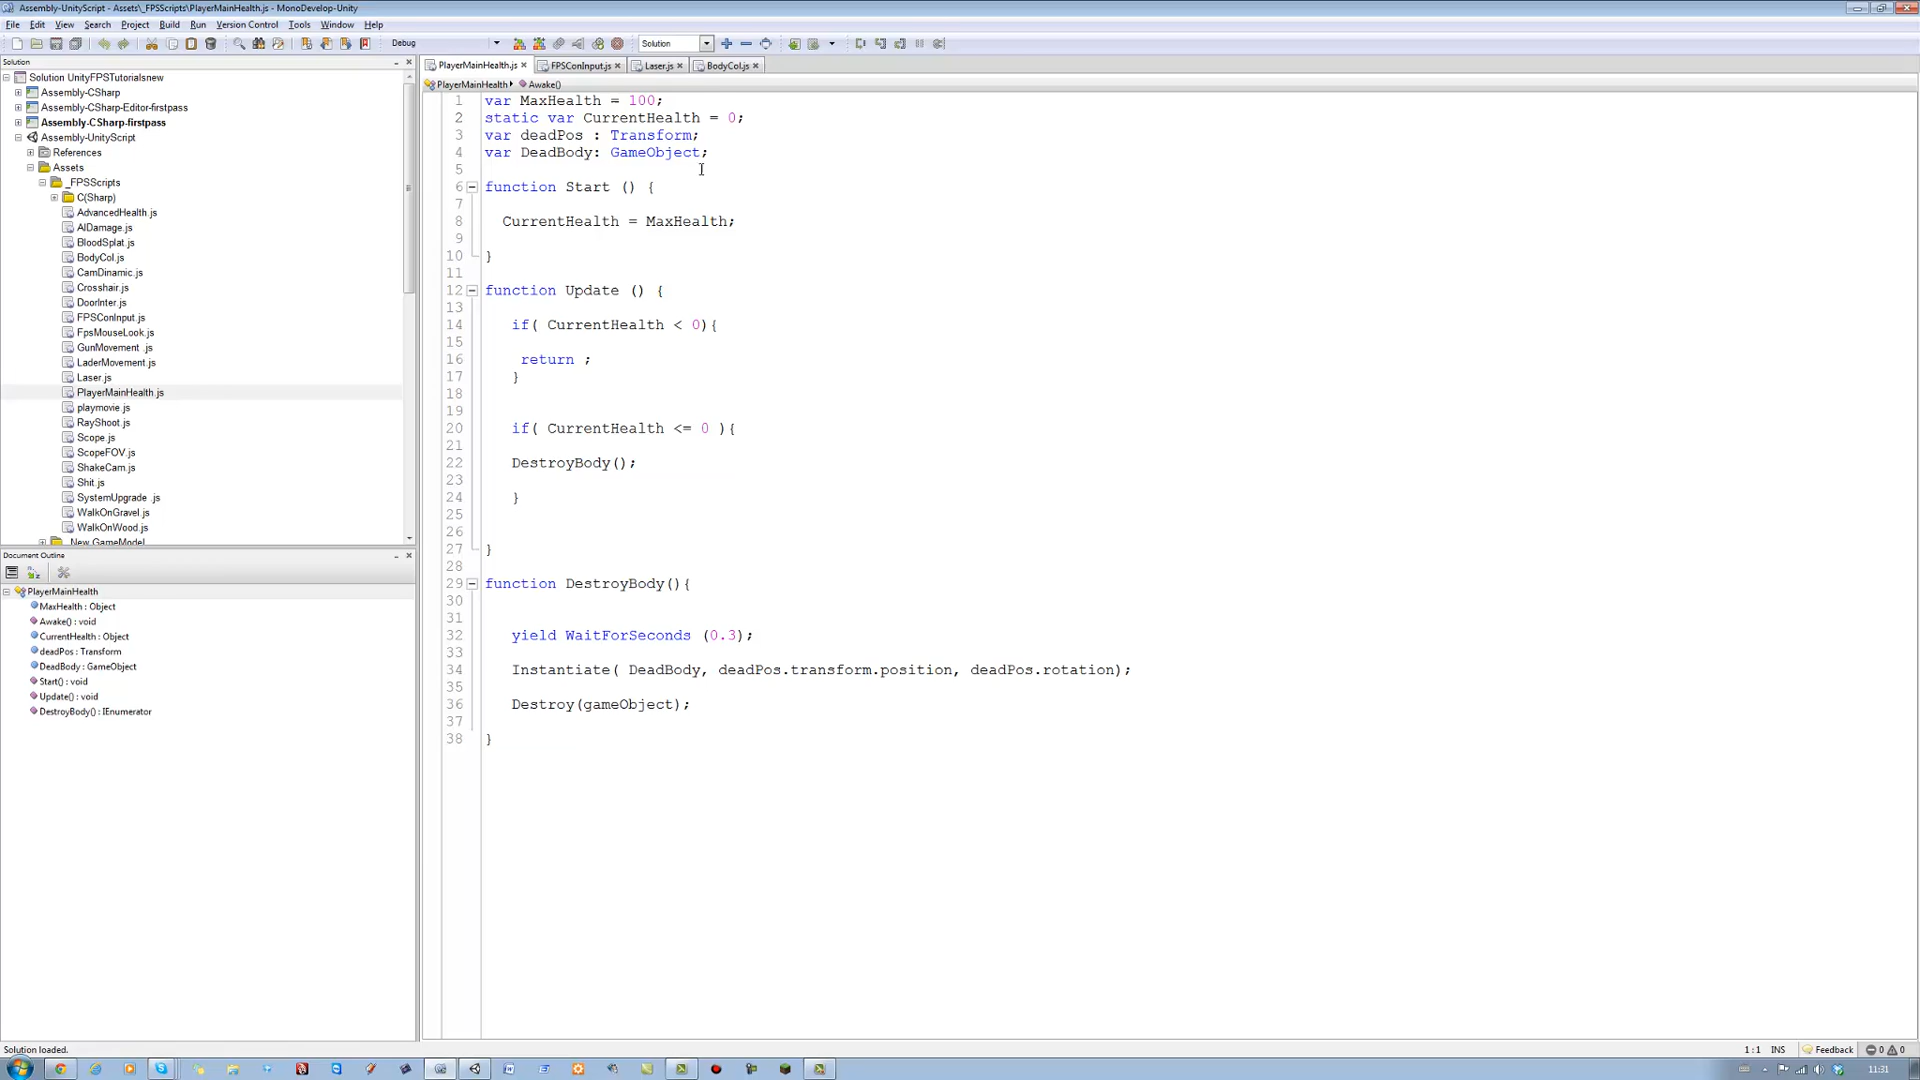 Assembly-UnityScript - Assets\_FPSScripts\PlayerMainHealth.js - MonoDevelop-Unity
File Edit View Search Project Build Run Version Control Tools Window Help
Debug
Solution
Solution
PlayerMainHealth.js FPSConInput.js Laser.js BodyCol.js
PlayerMainHealth Awake()
Solution UnityFPSTutorialsnew
Assembly-CSharp
Assembly-CSharp-Editor-firstpass
Assembly-CSharp-firstpass
Assembly-UnityScript
References
Assets
_FPSScripts
C(Sharp)
AdvancedHealth.js
AIDamage.js
BloodSplat.js
BodyCol.js
CamDinamic.js
Crosshair.js
DoorInter.js
FPSConInput.js
FpsMouseLook.js
GunMovement .js
LaderMovement.js
Laser.js
PlayerMainHealth.js
playmovie.js
RayShoot.js
Scope.js
ScopeFOV.js
ShakeCam.js
Shit.js
SystemUpgrade .js
WalkOnGravel.js
WalkOnWood.js
New GameModel
Document Outline
PlayerMainHealth
MaxHealth : Object
Awake() : void
CurrentHealth : Object
deadPos : Transform
DeadBody : GameObject
Start() : void
Update() : void
DestroyBody() : IEnumerator
1 var MaxHealth = 100;
2 static var CurrentHealth = 0;
3 var deadPos : Transform;
4 var DeadBody: GameObject;
5
6 function Start () {
7
8 CurrentHealth = MaxHealth;
9
10 }
11
12 function Update () {
13
14 if( CurrentHealth < 0){
15
16 return ;
17 }
18
19
20 if( CurrentHealth <= 0 ){
21
22 DestroyBody();
23
24 }
25
26
27 }
28
29 function DestroyBody(){
30
31
32 yield WaitForSeconds (0.3);
33
34 Instantiate( DeadBody, deadPos.transform.position, deadPos.rotation);
35
36 Destroy(gameObject);
37
38 }
Solution loaded.
1 : 1 INS Feedback 0 0
11:31